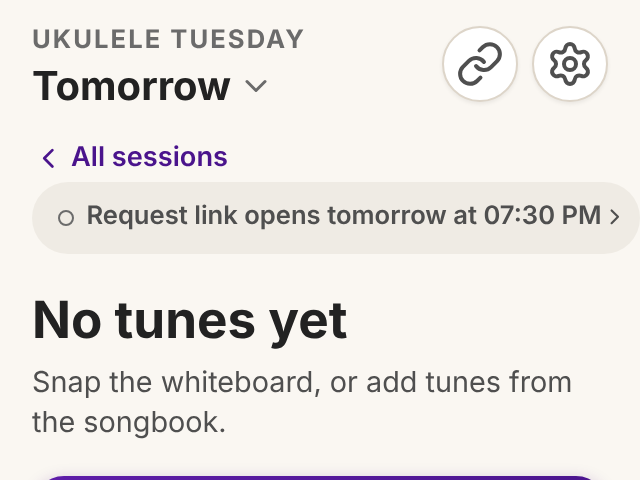 UKULELE TUESDAY
Tomorrow
All sessions
Request link opens tomorrow at 07:30 PM
No tunes yet
Snap the whiteboard, or add tunes from
the songbook.